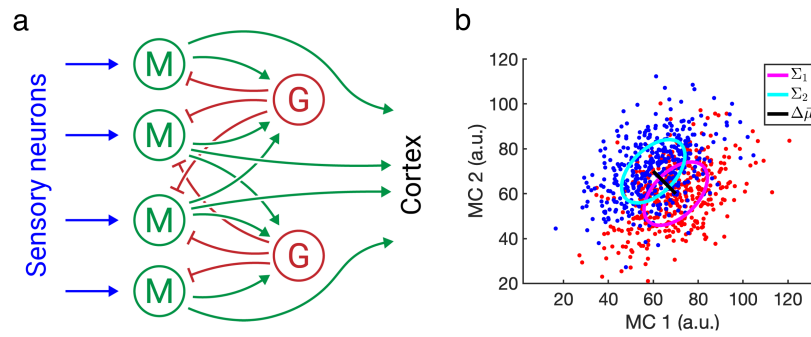 a
Sensory neurons
M
M
M
M
G
G
Cortex
b
MC 2 (a.u.)
120
100
80
60
40
20
20
40
60
80
100
120
MC 1 (a.u.)
Σ₁
Σ₂
Δμ̄